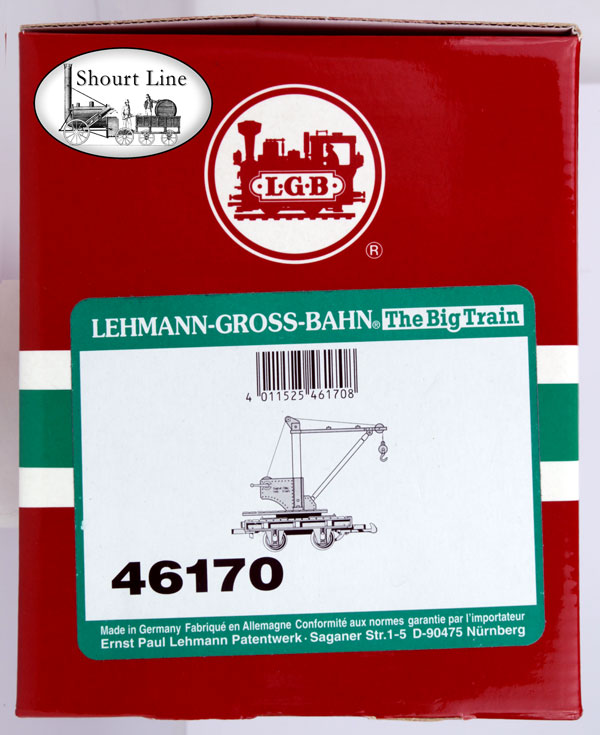 Shourt Line
L·G·B
®
LEHMANN-GROSS-BAHN® The Big Train
4 011525 461708
46170
Made in Germany Fabriqué en Allemagne Conformité aux normes garantie par l'importateur
Ernst Paul Lehmann Patentwerk · Saganer Str.1-5 D-90475 Nürnberg